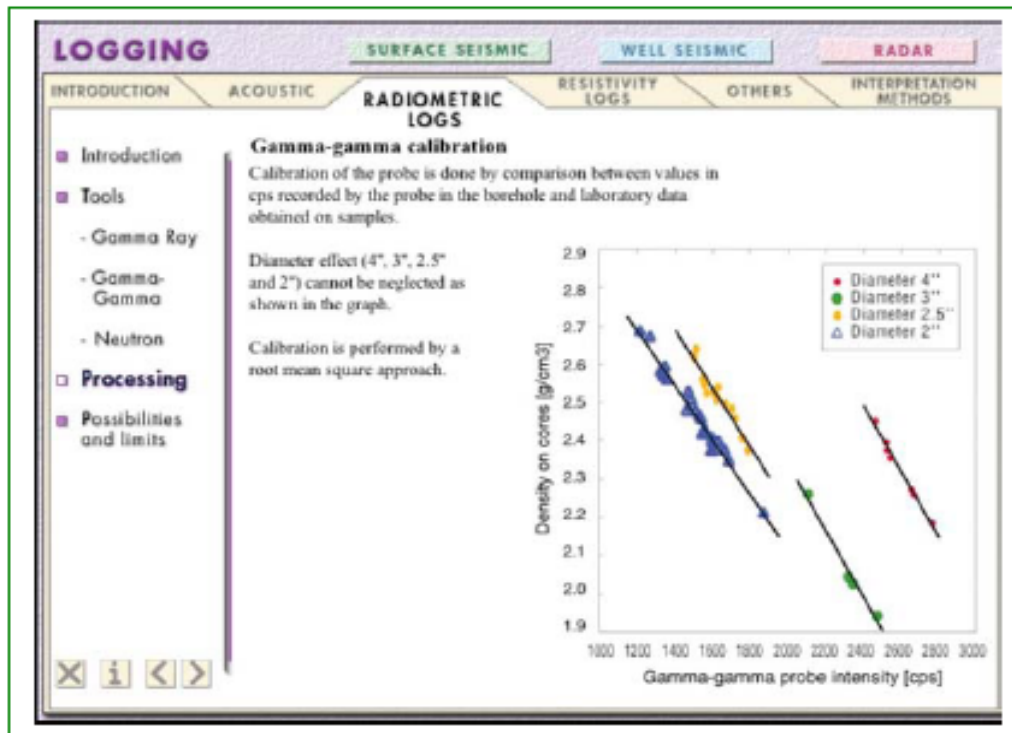 LOGGING
SURFACE SEISMIC
WELL SEISMIC
RADAR
INTRODUCTION
ACOUSTIC
RADIOMETRIC
LOGS
RESISTIVITY
LOGS
OTHERS
INTERPRETATION
METHODS
Introduction
Tools
- Gamma Ray
- Gamma-
Gamma
- Neutron
Processing
Possibilities
and limits
Gamma-gamma calibration
Calibration of the probe is done by comparison between values in
cps recorded by the probe in the borehole and laboratory data
obtained on samples.
Diameter effect (4", 3", 2.5"
and 2") cannot be neglected as
shown in the graph.
Calibration is performed by a
root mean square approach.
Diameter 4"
Diameter 3"
Diameter 2.5"
Diameter 2"
Density on cores [g/cm3]
2.9
2.8
2.7
2.6
2.5
2.4
2.3
2.2
2.1
2.0
1.9
1000 1200 1400 1600 1800 2000 2200 2400 2600 2800 3000
Gamma-gamma probe intensity [cps]
X i < >